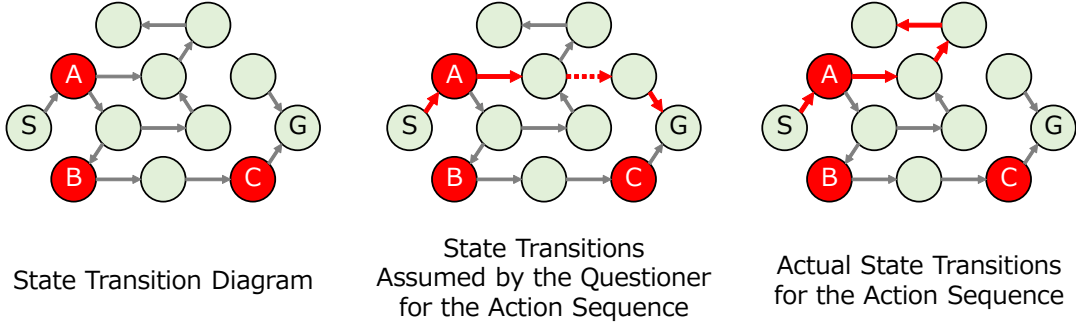 A
S
G
B
C
State Transition Diagram
A
S
G
B
C
State Transitions
Assumed by the Questioner
for the Action Sequence
A
S
G
B
C
Actual State Transitions
for the Action Sequence